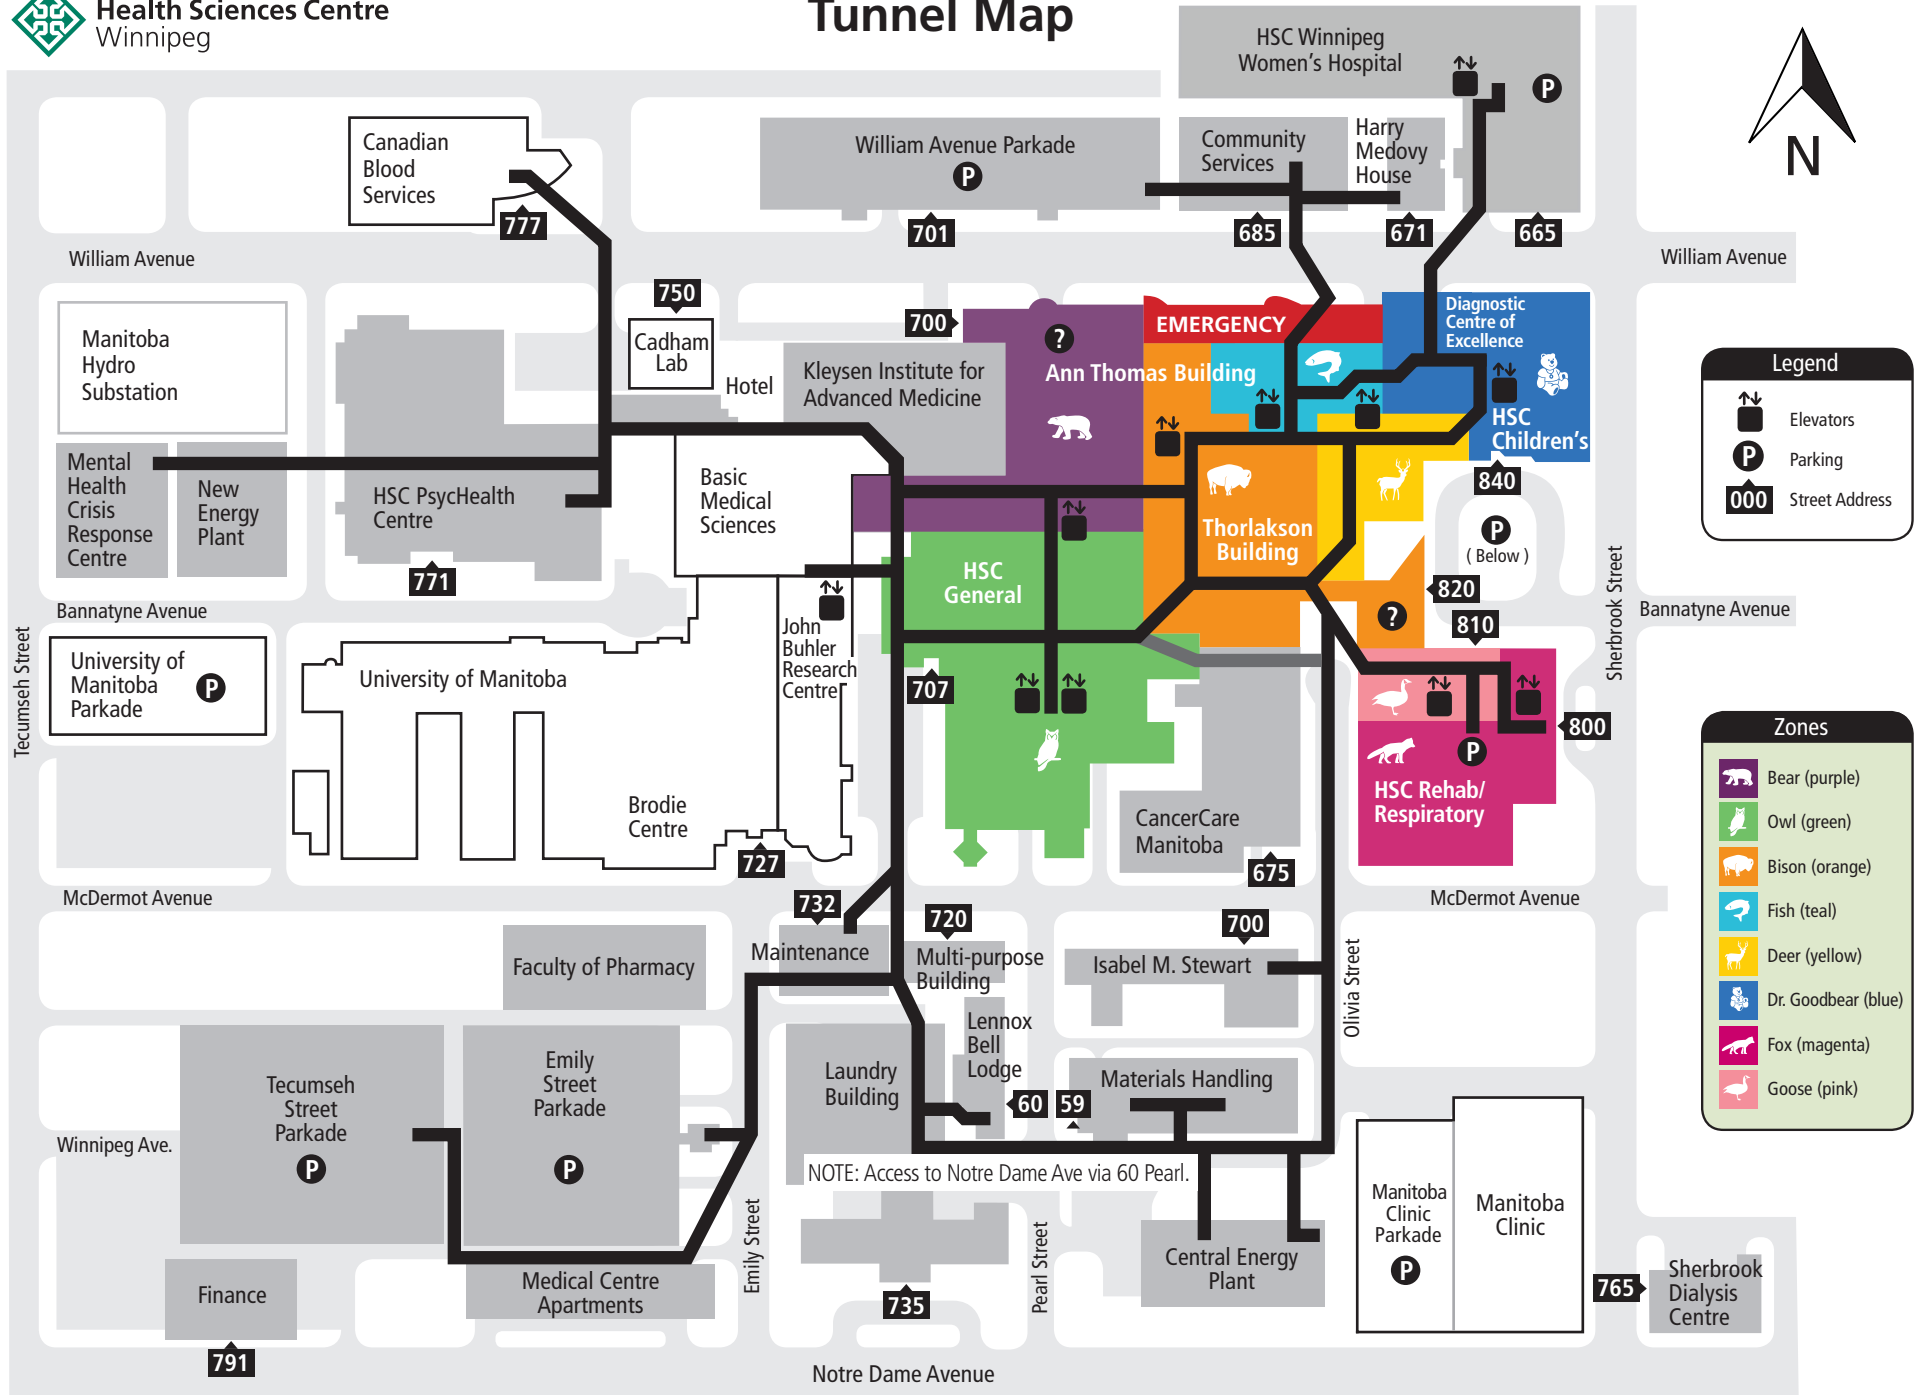 Health Sciences Centre
Winnipeg
Tunnel Map
HSC Winnipeg
Women's Hospital
P
N
Canadian
Blood
Services
777
William Avenue Parkade
P
701
Community
Services
685
Harry
Medovy
House
671
665
William Avenue
William Avenue
Manitoba
Hydro
Substation
750
Cadham
Lab
Hotel
700
Kleysen Institute for
Advanced Medicine
?
EMERGENCY
Ann Thomas Building
Diagnostic
Centre of
Excellence
HSC
Children's
840
P
( Below )
Legend
Elevators
P
Parking
000
Street Address
Mental
Health
Crisis
Response
Centre
New
Energy
Plant
HSC PsycHealth
Centre
771
Basic
Medical
Sciences
Thorlakson
Building
HSC
General
820
?
810
Sherbrook Street
Bannatyne Avenue
Bannatyne Avenue
Tecumseh Street
University of
Manitoba
Parkade
P
University of Manitoba
John
Buhler
Research
Centre
707
800
P
HSC Rehab/
Respiratory
Brodie
Centre
727
CancerCare
Manitoba
675
Zones
Bear (purple)
Owl (green)
Bison (orange)
Fish (teal)
Deer (yellow)
Dr. Goodbear (blue)
Fox (magenta)
Goose (pink)
McDermot Avenue
McDermot Avenue
732
Maintenance
720
Multi-purpose
Building
700
Isabel M. Stewart
Olivia Street
Faculty of Pharmacy
Lennox
Bell
Lodge
60
59
Laundry
Building
Materials Handling
Tecumseh
Street
Parkade
P
Emily
Street
Parkade
P
Winnipeg Ave.
NOTE: Access to Notre Dame Ave via 60 Pearl.
Emily Street
Pearl Street
Central Energy
Plant
Manitoba
Clinic
Parkade
P
Manitoba
Clinic
Finance
791
Medical Centre
Apartments
735
765
Sherbrook
Dialysis
Centre
Notre Dame Avenue